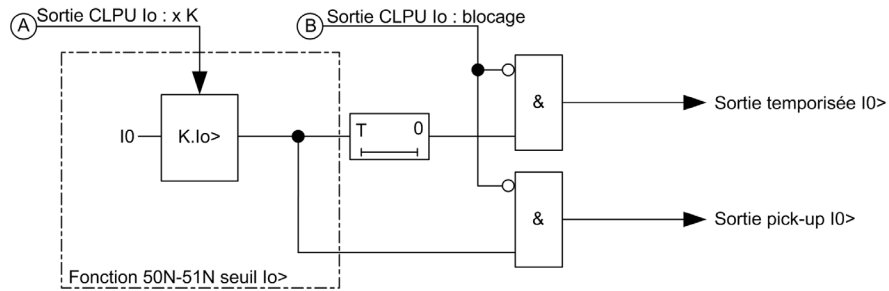 A
Sortie CLPU Io : x K
B
Sortie CLPU Io : blocage
I0
K.Io>
T 0
&
Sortie temporisée I0>
&
Sortie pick-up I0>
Fonction 50N-51N seuil Io>